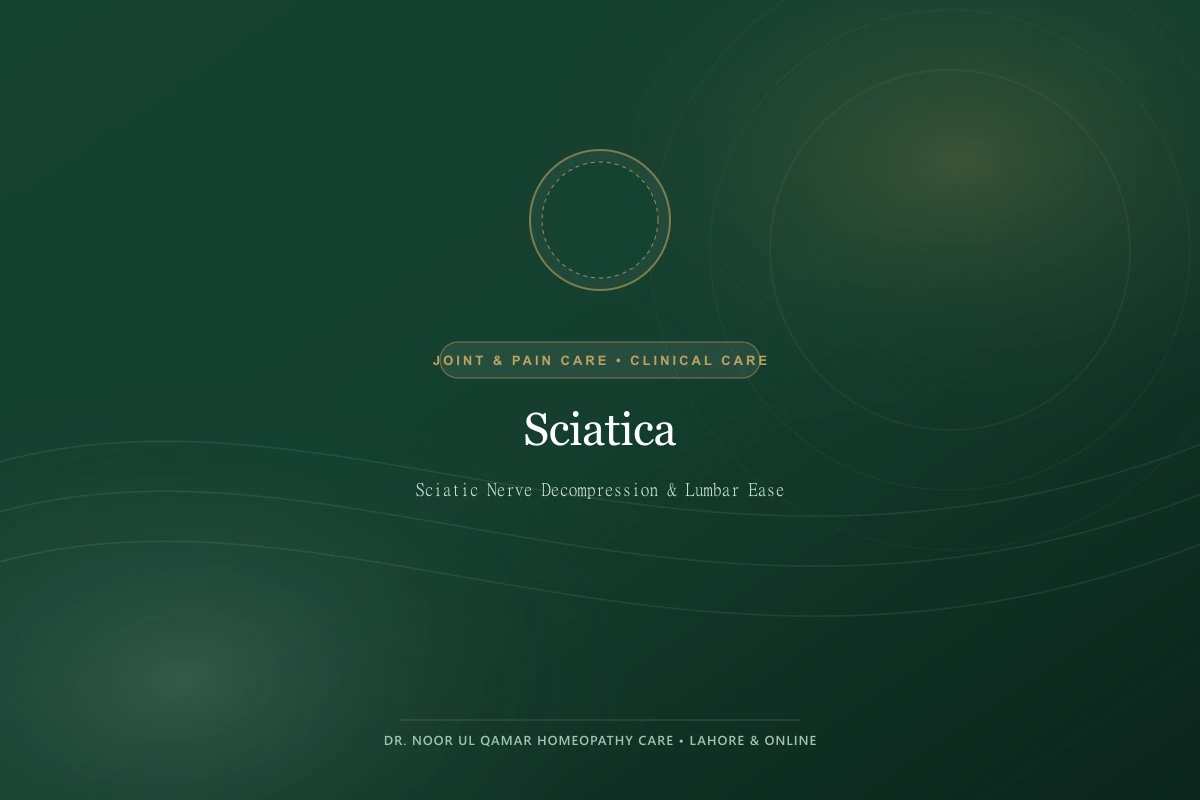 JOINT & PAIN CARE • CLINICAL CARE
Sciatica
Sciatic Nerve Decompression & Lumbar Ease
DR. NOOR UL QAMAR HOMEOPATHY CARE • LAHORE & ONLINE